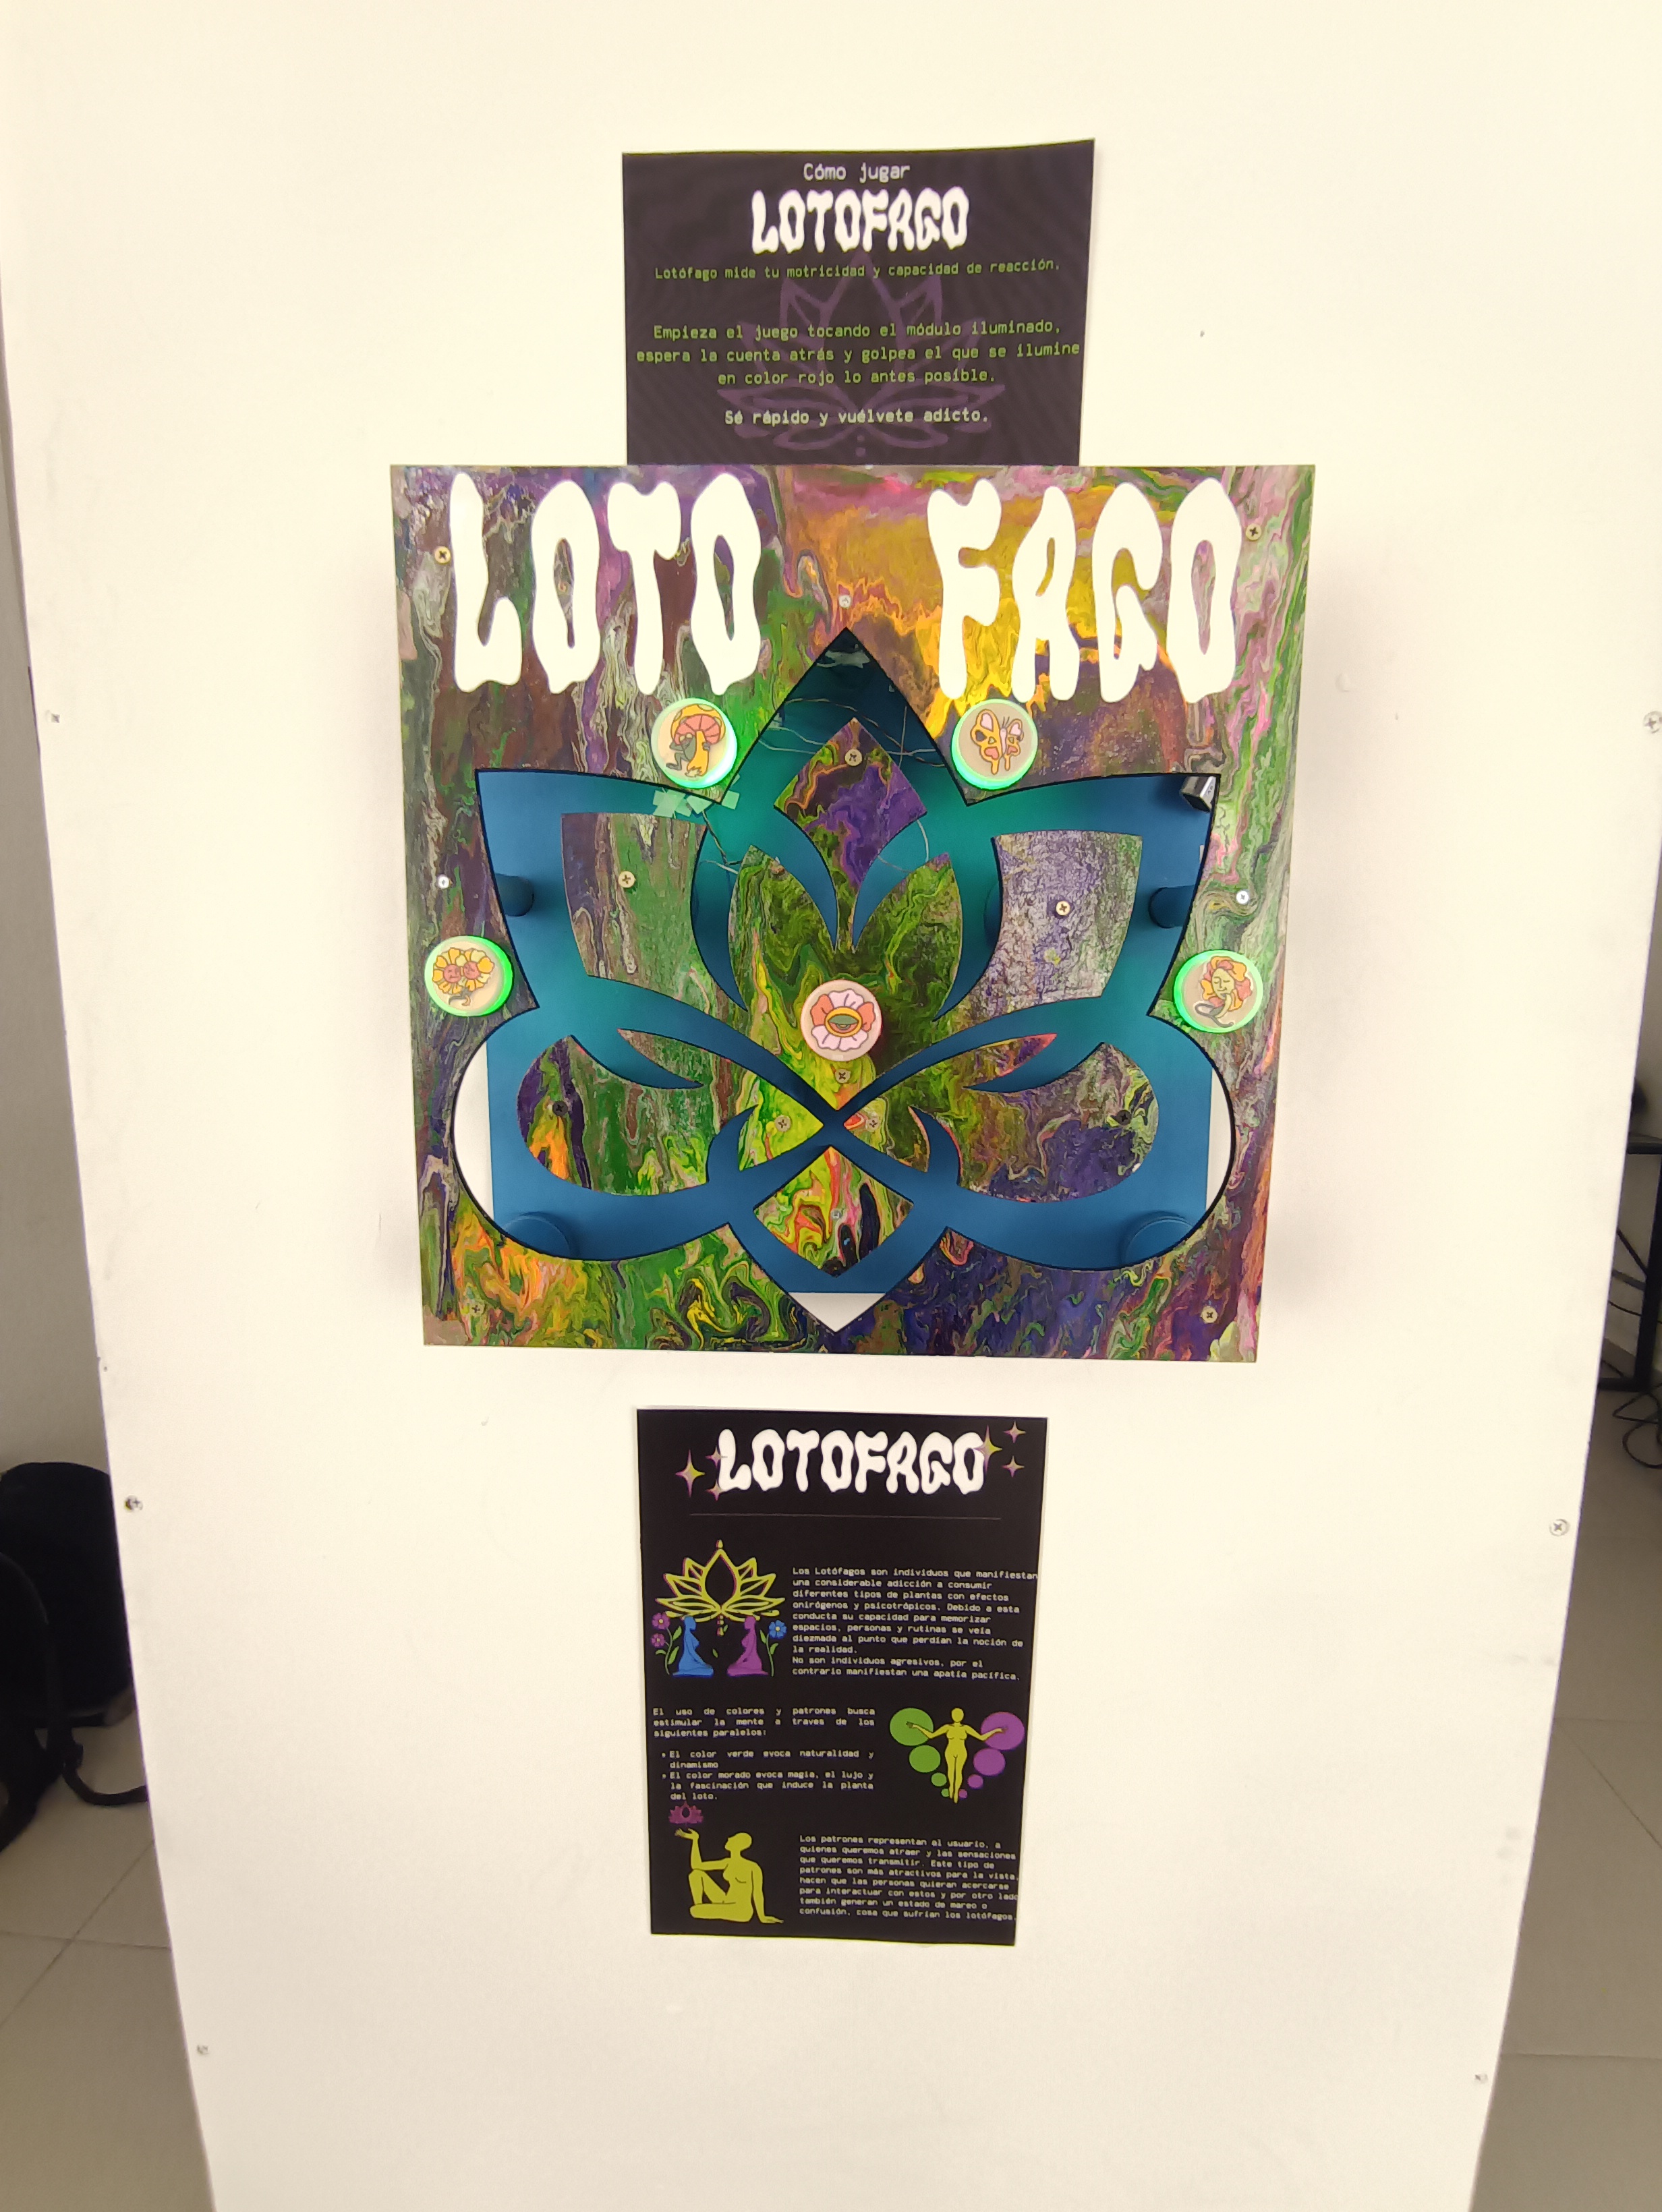 Cómo jugar
LOTOFAGO
Lotófago mide tu motricidad y capacidad de reacción.
Empieza el juego tocando el módulo iluminado,
espera la cuenta atrás y golpea el que se ilumine
en color rojo lo antes posible.
Sé rápido y vuélvete adicto.
LOTO FAGO
LOTOFAGO
Los Lotófagos son individuos que manifiestan
una considerable adicción a consumir
diferentes tipos de plantas con efectos
onirógenos y psicotrópicos. Debido a esta
conducta su capacidad para memorizar
espacios, personas y rutinas se veía
diezmada al punto que perdían la noción de
la realidad.
No son individuos agresivos, por el
contrario manifiestan una apatía pacífica.
El uso de colores y patrones busca
estimular la mente a traves de los
siguientes paralelos:
• El color verde evoca naturalidad y
dinamismo
• El color morado evoca magia, el lujo y
la fascinación que induce la planta
del loto.
Los patrones representan al usuario, a
quienes queremos atraer y las sensaciones
que queremos transmitir. Este tipo de
patrones son más atractivos para la vista,
hacen que las personas quieran acercarse
para interactuar con estos y por otro lado
también generan un estado de mareo o
confusión, cosa que sufrían los lotófagos.